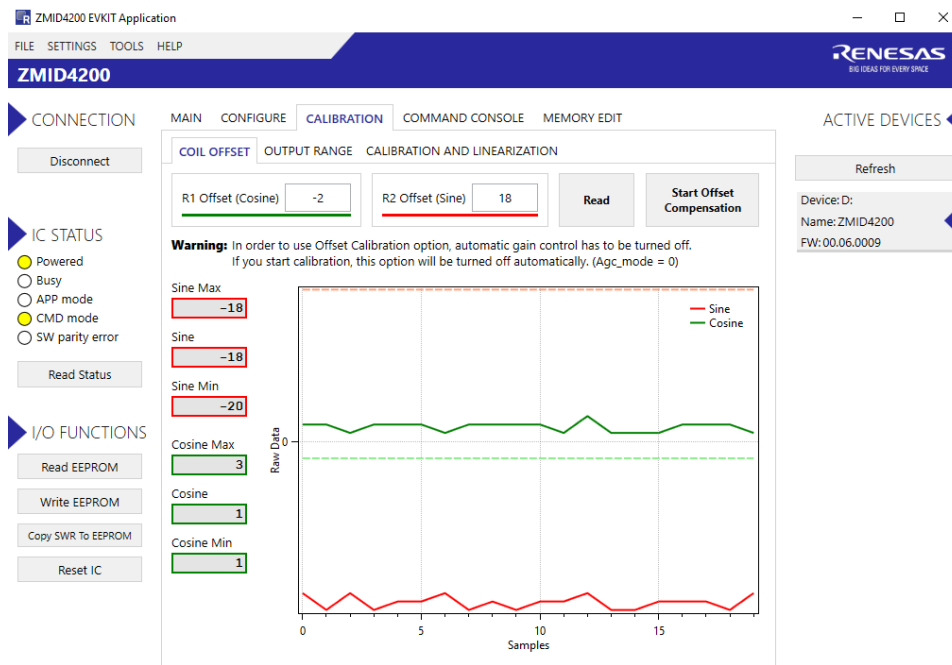 ZMID4200 EVKIT Application
FILE SETTINGS TOOLS HELP
RENESAS
BIG IDEAS FOR EVERY SPACE
ZMID4200
CONNECTION
Disconnect
IC STATUS
Powered
Busy
APP mode
CMD mode
SW parity error
Read Status
I/O FUNCTIONS
Read EEPROM
Write EEPROM
Copy SWR To EEPROM
Reset IC
MAIN CONFIGURE CALIBRATION COMMAND CONSOLE MEMORY EDIT
COIL OFFSET OUTPUT RANGE CALIBRATION AND LINEARIZATION
R1 Offset (Cosine) -2 R2 Offset (Sine) 18 Read
Start Offset
Compensation
Warning: In order to use Offset Calibration option, automatic gain control has to be turned off.
If you start calibration, this option will be turned off automatically. (Agc_mode = 0)
Sine Max
-18
Sine
-18
Sine Min
-20
Cosine Max
3
Cosine
1
Cosine Min
1
Sine
Cosine
Raw Data
0
0 5 10 15
Samples
ACTIVE DEVICES
Refresh
Device: D:
Name: ZMID4200
FW: 00.06.0009